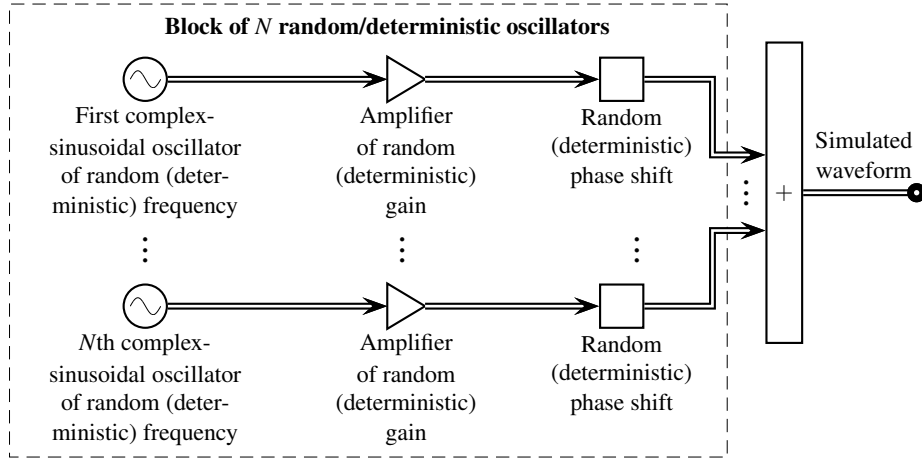 Block of N random/deterministic oscillators
First complex-
sinusoidal oscillator
of random (deter-
ministic) frequency
Amplifier
of random
(deterministic)
gain
Random
(deterministic)
phase shift
+
Simulated
waveform
Nth complex-
sinusoidal oscillator
of random (deter-
ministic) frequency
Amplifier
of random
(deterministic)
gain
Random
(deterministic)
phase shift